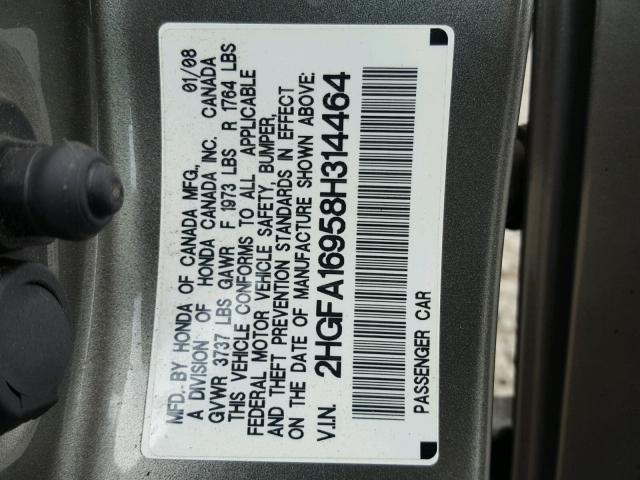 MFD. BY HONDA OF CANADA MFG., 01/08
A DIVISION OF HONDA CANADA INC. CANADA
GVWR 3737 LBS GAWR F 1973 LBS R 1764 LBS
THIS VEHICLE CONFORMS TO ALL APPLICABLE
FEDERAL MOTOR VEHICLE SAFETY, BUMPER,
AND THEFT PREVENTION STANDARDS IN EFFECT
ON THE DATE OF MANUFACTURE SHOWN ABOVE.
V.I.N. 2HGFA16958H314464
PASSENGER CAR